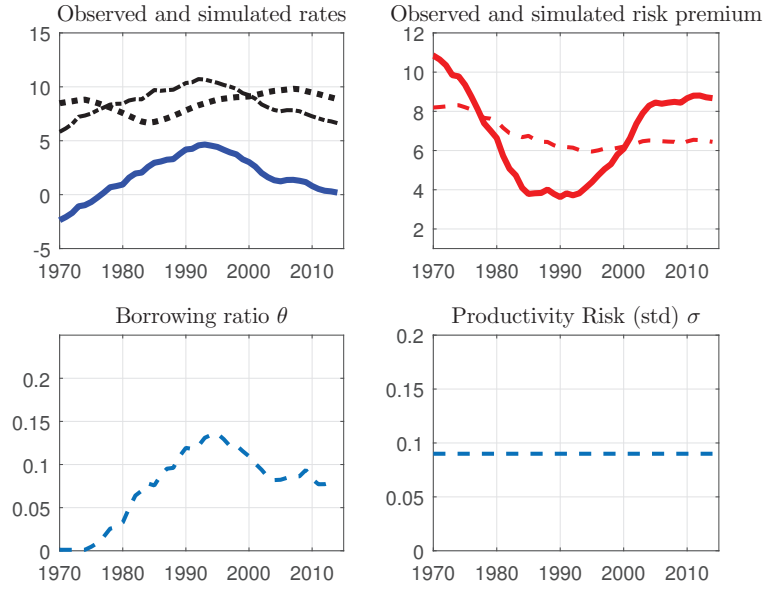 Observed and simulated rates
15
10
5
0
-5
1970 1980 1990 2000 2010
Observed and simulated risk premium
12
10
8
6
4
2
1970 1980 1990 2000 2010
Borrowing ratio θ
0.2
0.15
0.1
0.05
0
1970 1980 1990 2000 2010
Productivity Risk (std) σ
0.2
0.15
0.1
0.05
0
1970 1980 1990 2000 2010